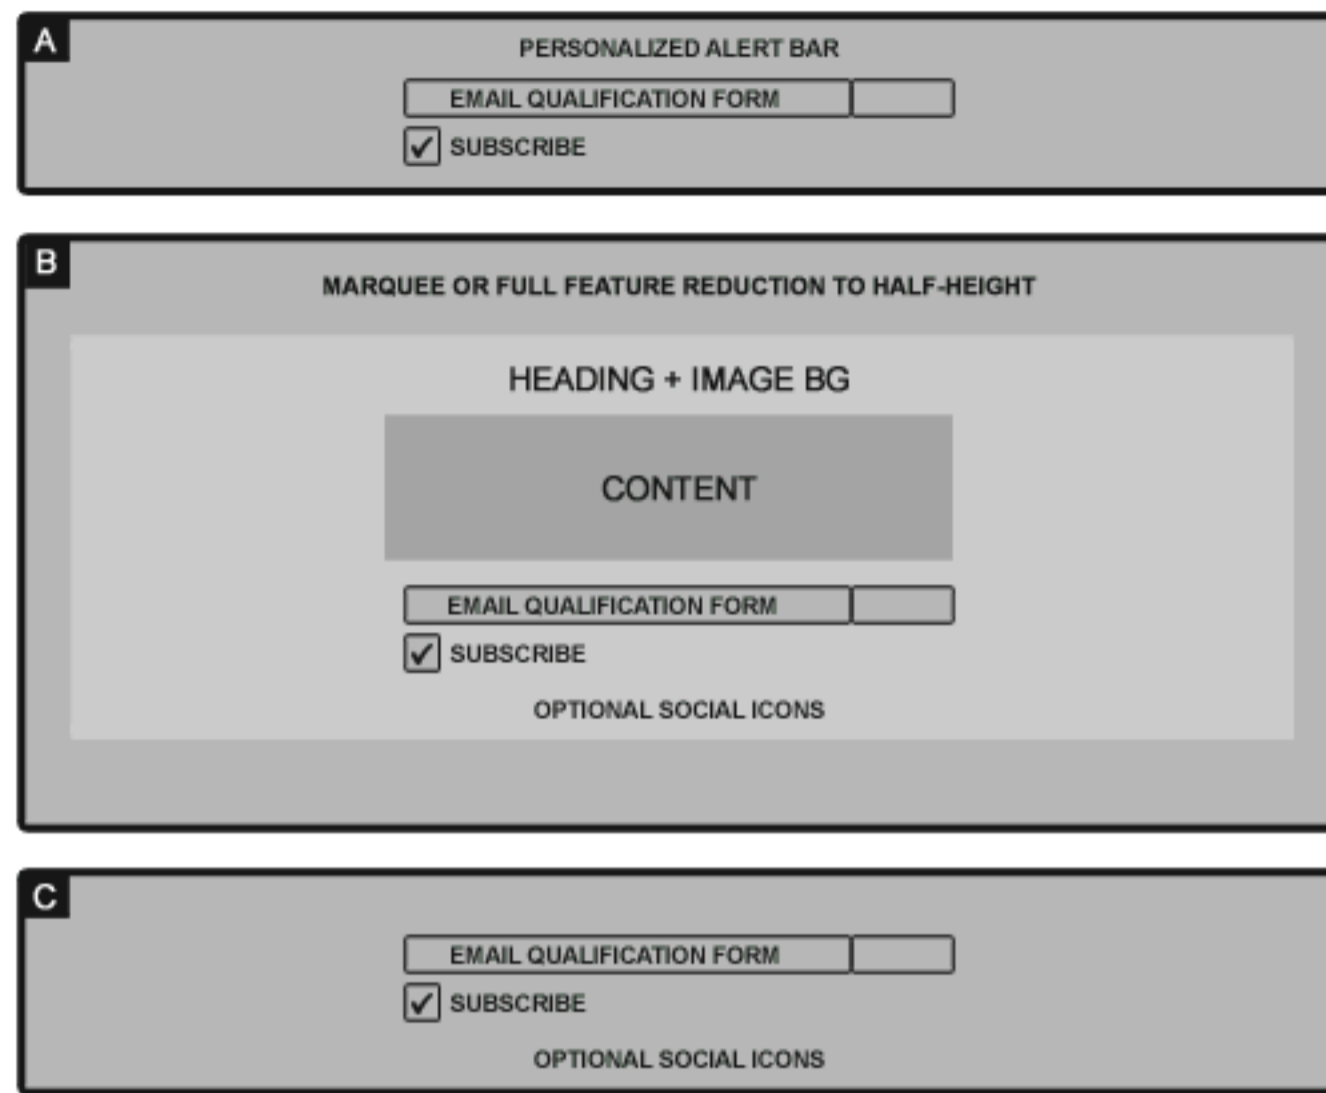 A
PERSONALIZED ALERT BAR
EMAIL QUALIFICATION FORM
SUBSCRIBE
B
MARQUEE OR FULL FEATURE REDUCTION TO HALF-HEIGHT
HEADING + IMAGE BG
CONTENT
EMAIL QUALIFICATION FORM
SUBSCRIBE
OPTIONAL SOCIAL ICONS
C
EMAIL QUALIFICATION FORM
SUBSCRIBE
OPTIONAL SOCIAL ICONS